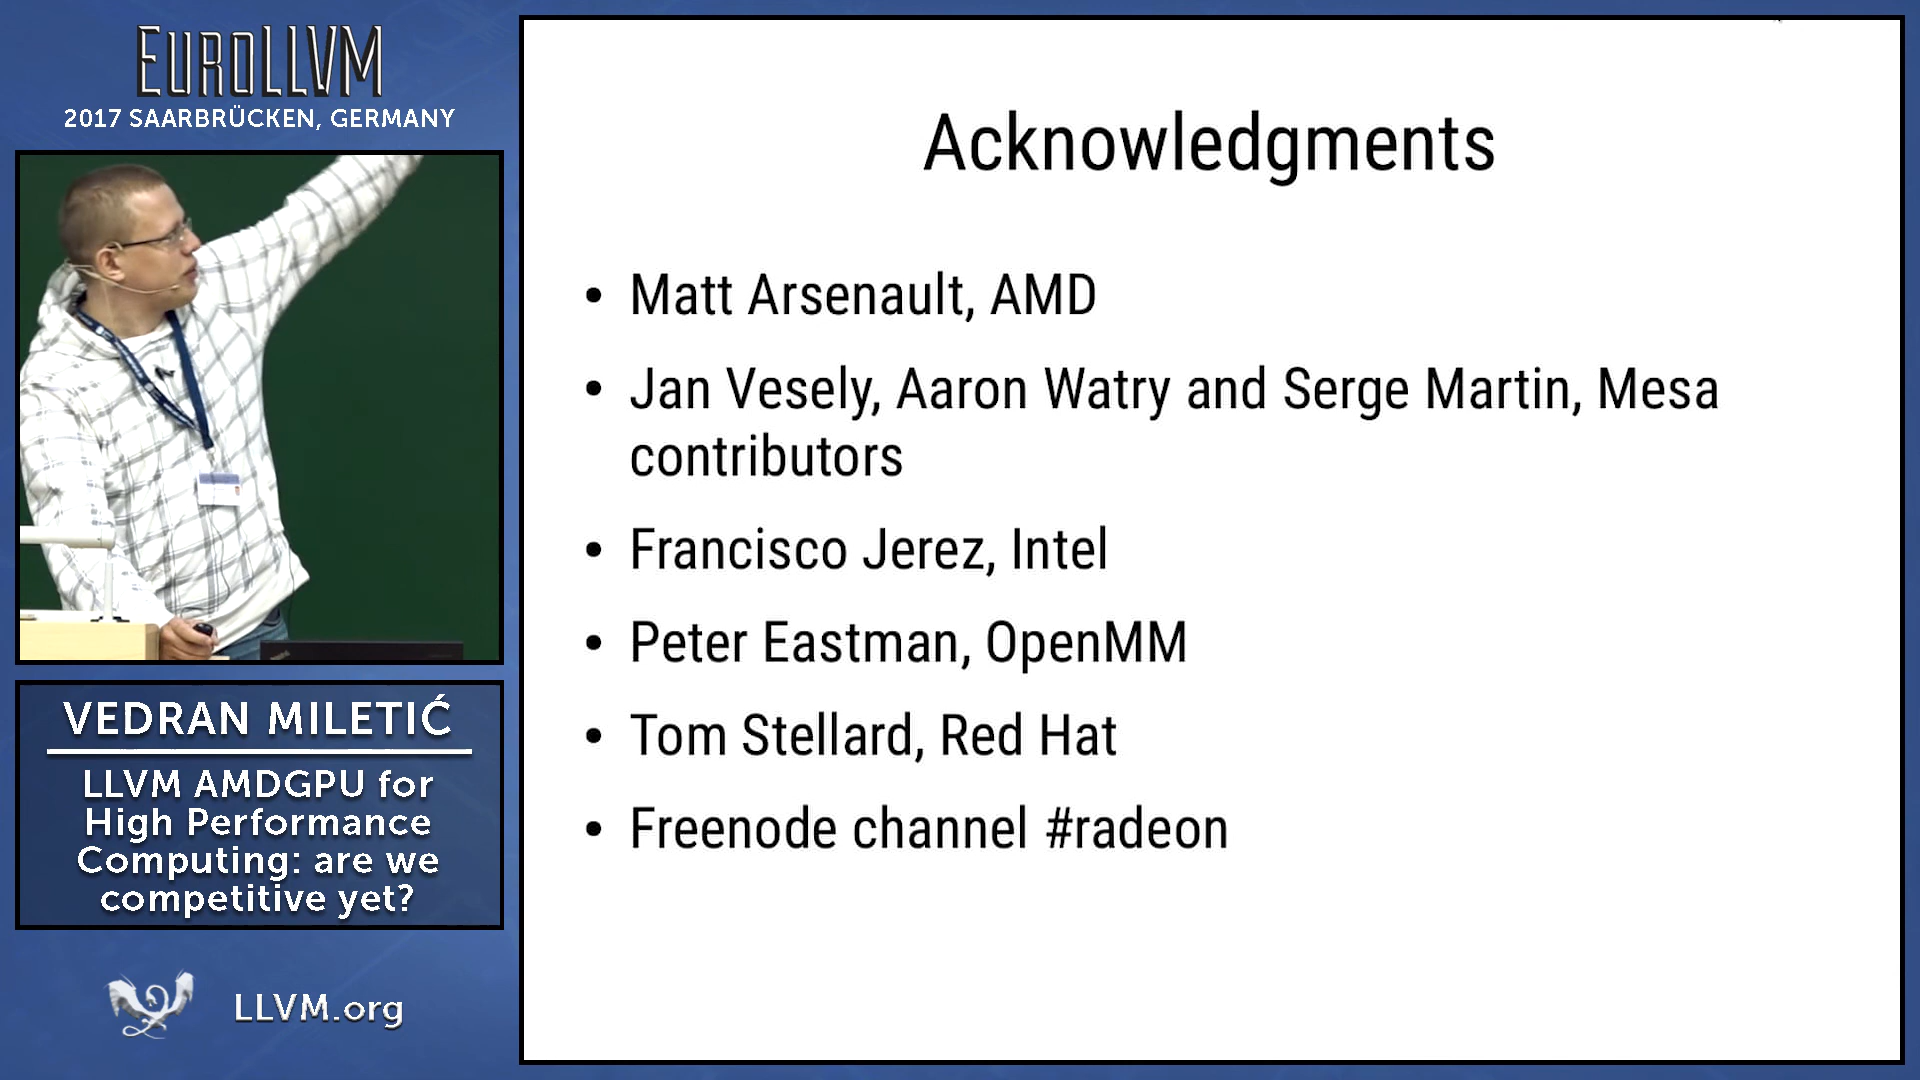 EUROLLVM
2017 SAARBRÜCKEN, GERMANY
VEDRAN MILETIĆ
LLVM AMDGPU for
High Performance
Computing: are we
competitive yet?
LLVM.org
Acknowledgments
• Matt Arsenault, AMD
• Jan Vesely, Aaron Watry and Serge Martin, Mesa
contributors
• Francisco Jerez, Intel
• Peter Eastman, OpenMM
• Tom Stellard, Red Hat
• Freenode channel #radeon